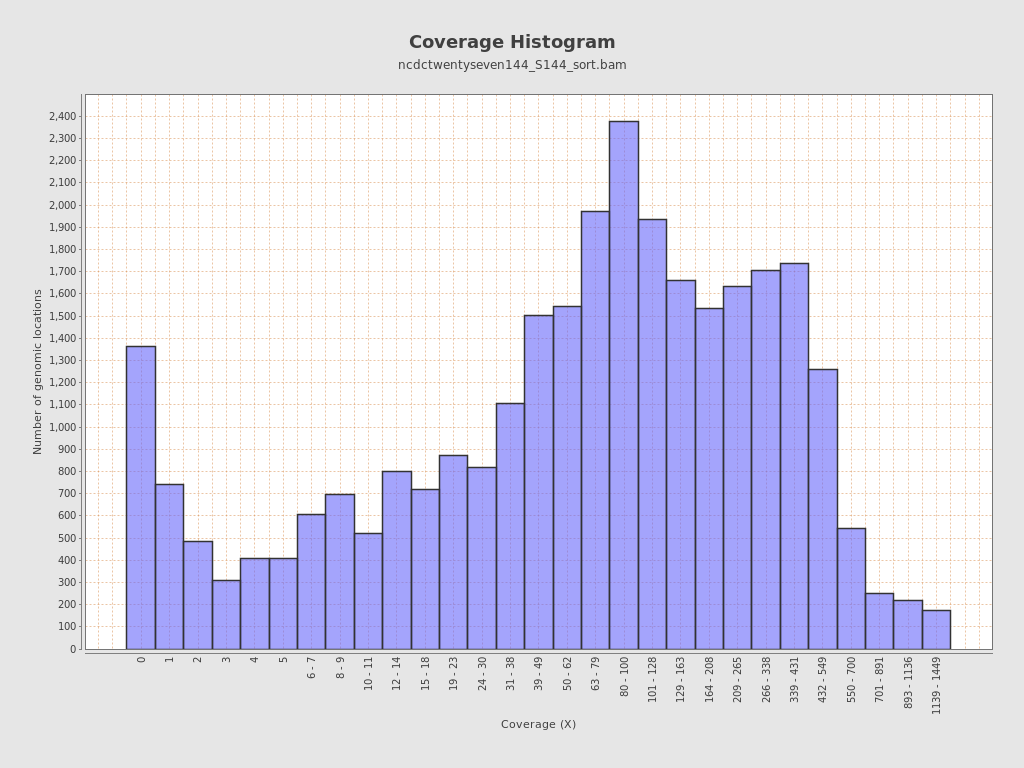 Coverage Histogram
ncdctwentyseven144_S144_sort.bam
Number of genomic locations
2,400
2,300
2,200
2,100
2,000
1,900
1,800
1,700
1,600
1,500
1,400
1,300
1,200
1,100
1,000
900
800
700
600
500
400
300
200
100
0
0
1
2
3
4
5
6 - 7
8 - 9
10 - 11
12 - 14
15 - 18
19 - 23
24 - 30
31 - 38
39 - 49
50 - 62
63 - 79
80 - 100
101 - 128
129 - 163
164 - 208
209 - 265
266 - 338
339 - 431
432 - 549
550 - 700
701 - 891
893 - 1136
1139 - 1449
Coverage (X)